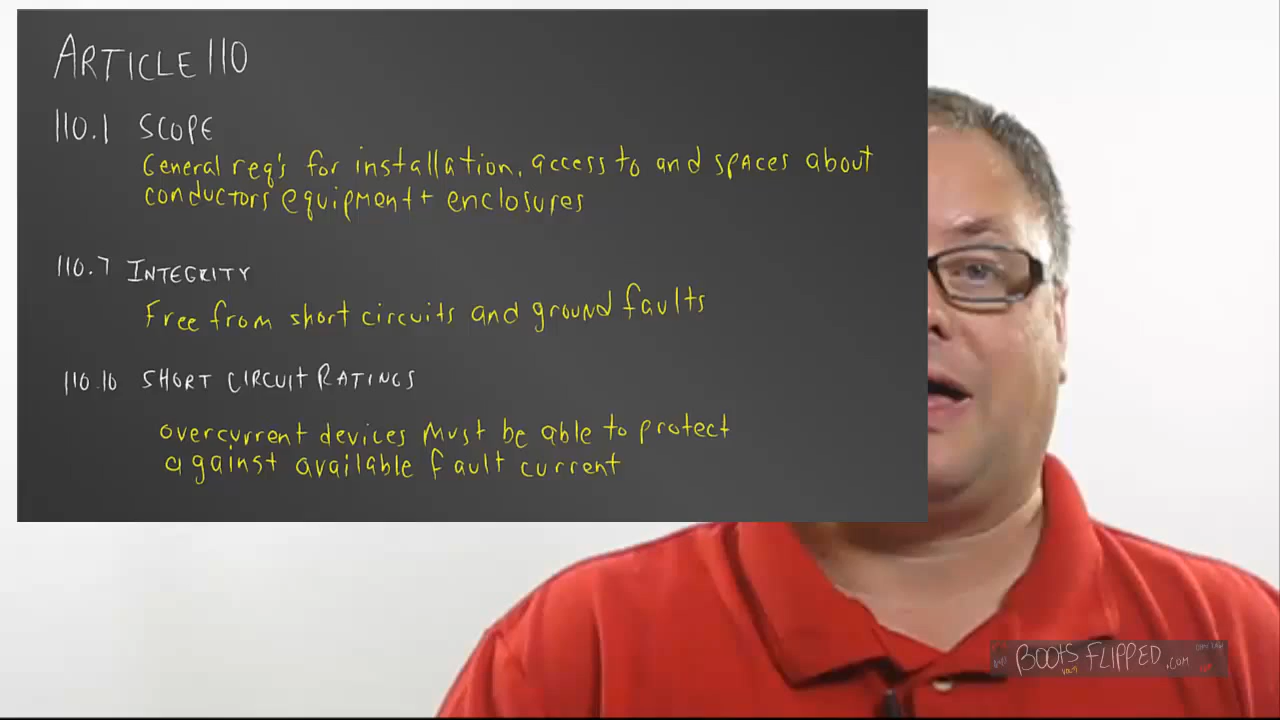 ARTICLE 110
110.1 SCOPE
General req's for installation, access to and spaces about
conductors equipment + enclosures
110.7 INTEGRITY
Free from short circuits and ground faults
110.10 SHORT CIRCUIT RATINGS
overcurrent devices must be able to protect
against available fault current
BOOTS FLIPPED.COM
VOLTS